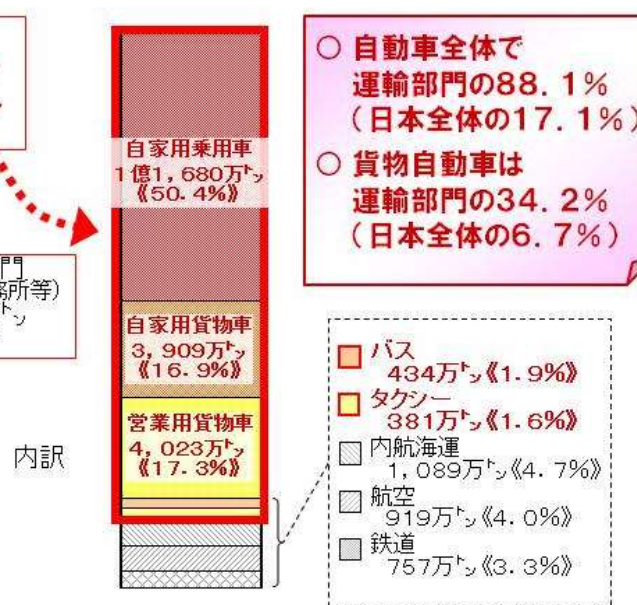 ○ 自動車全体で
運輸部門の88.1%
(日本全体の17.1%)
○ 貨物自動車は
運輸部門の34.2%
(日本全体の6.7%)
自家用乗用車
1億1,680万㌧
《50.4%》
自家用貨物車
3,909万㌧
《16.9%》
営業用貨物車
4,023万㌧
《17.3%》
内訳
バス
434万㌧《1.9%》
タクシー
381万㌧《1.6%》
内航海運
1,089万㌧《4.7%》
航空
919万㌧《4.0%》
鉄道
757万㌧《3.3%》
門
務所等)
㌧